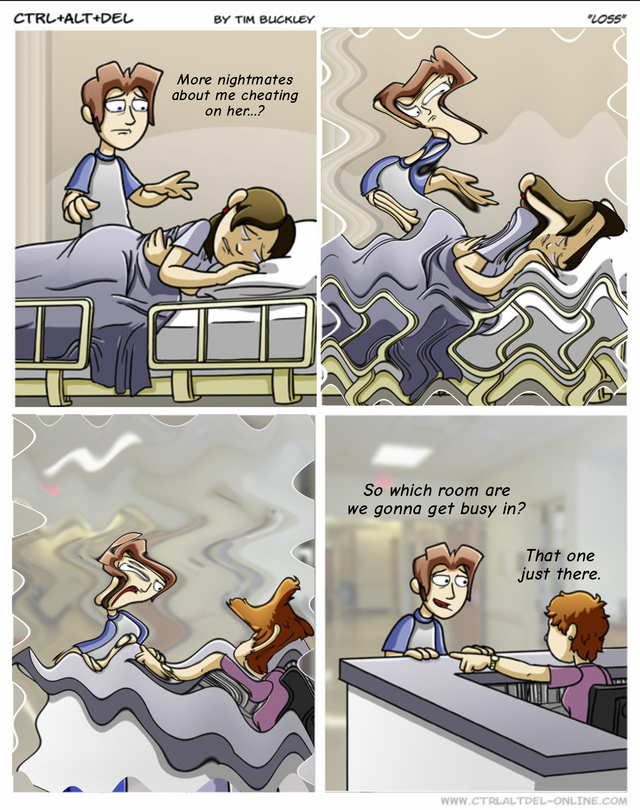 CTRL+ALT+DEL
BY TIM BUCKLEY
"LOSS"
More nightmates
about me cheating
on her...?
So which room are
we gonna get busy in?
That one
just there.
WWW.CTRLALTDEL-ONLINE.COM